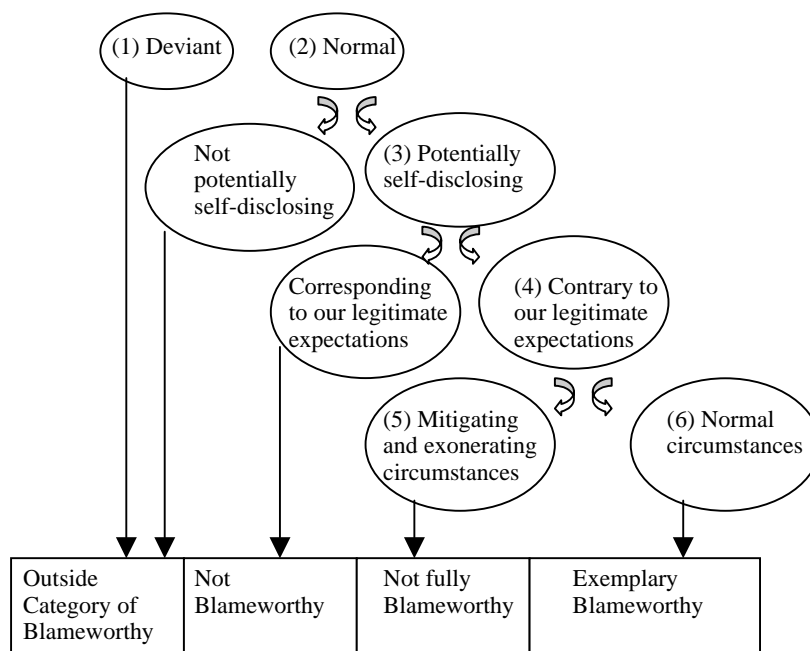 (1) Deviant
(2) Normal
Not
potentially
self-disclosing
(3) Potentially
self-disclosing
Corresponding
to our legitimate
expectations
(4) Contrary to
our legitimate
expectations
(5) Mitigating
and exonerating
circumstances
(6) Normal
circumstances
Outside
Category of
Blameworthy
Not
Blameworthy
Not fully
Blameworthy
Exemplary
Blameworthy